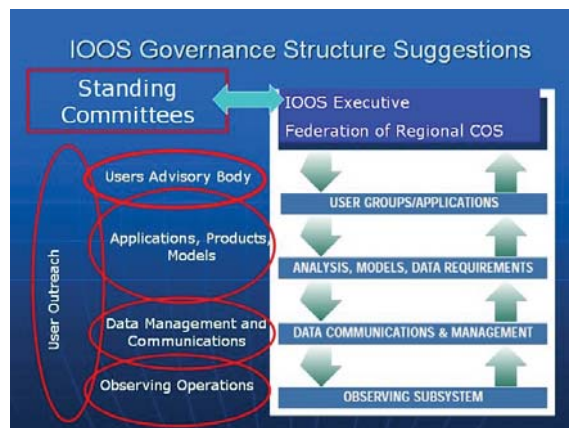 IOOS Governance Structure Suggestions
Standing
Committees
IOOS Executive
Federation of Regional COS
Users Advisory Body
USER GROUPS/APPLICATIONS
Applications, Products,
Models
ANALYSIS, MODELS, DATA REQUIREMENTS
User Outreach
Data Management and
Communications
DATA COMMUNICATIONS & MANAGEMENT
Observing Operations
OBSERVING SUBSYSTEM